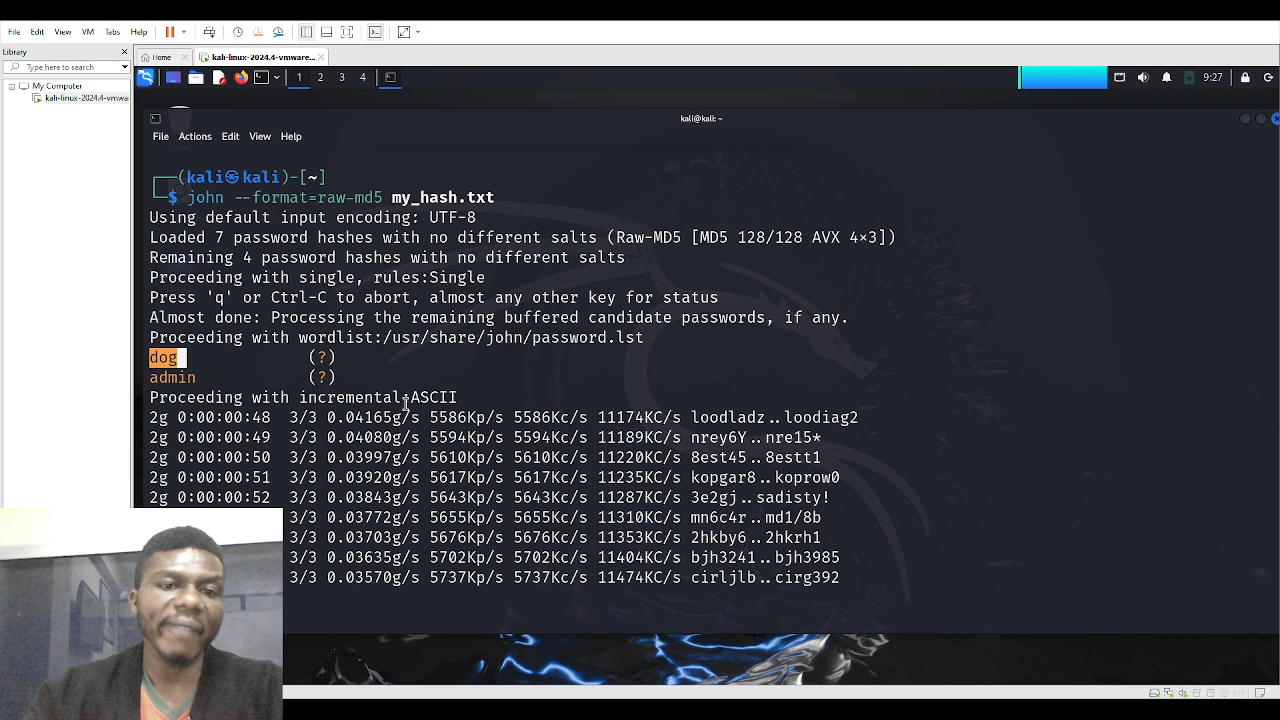 File Edit View VM Tabs Help
Library
Type here to search
Home
kali-linux-2024.4-vmware...
My Computer
kali-linux-2024.4-vmwa
1 2 3 4
9:27
kali@kali: ~
File Actions Edit View Help
(kali㉿kali)-[~]
$ john --format=raw-md5 my_hash.txt
Using default input encoding: UTF-8
Loaded 7 password hashes with no different salts (Raw-MD5 [MD5 128/128 AVX 4×3])
Remaining 4 password hashes with no different salts
Proceeding with single, rules:Single
Press 'q' or Ctrl-C to abort, almost any other key for status
Almost done: Processing the remaining buffered candidate passwords, if any.
Proceeding with wordlist:/usr/share/john/password.lst
dog (?)
admin (?)
Proceeding with incremental:ASCII
2g 0:00:00:48 3/3 0.04165g/s 5586Kp/s 5586Kc/s 11174KC/s loodladz..loodiag2
2g 0:00:00:49 3/3 0.04080g/s 5594Kp/s 5594Kc/s 11189KC/s nrey6Y..nre15*
2g 0:00:00:50 3/3 0.03997g/s 5610Kp/s 5610Kc/s 11220KC/s 8est45..8estt1
2g 0:00:00:51 3/3 0.03920g/s 5617Kp/s 5617Kc/s 11235KC/s kopgar8..koprow0
2g 0:00:00:52 3/3 0.03843g/s 5643Kp/s 5643Kc/s 11287KC/s 3e2gj..sadisty!
3/3 0.03772g/s 5655Kp/s 5655Kc/s 11310KC/s mn6c4r..md1/8b
3/3 0.03703g/s 5676Kp/s 5676Kc/s 11353KC/s 2hkby6..2hkrh1
3/3 0.03635g/s 5702Kp/s 5702Kc/s 11404KC/s bjh3241..bjh3985
3/3 0.03570g/s 5737Kp/s 5737Kc/s 11474KC/s cirljlb..cirg392